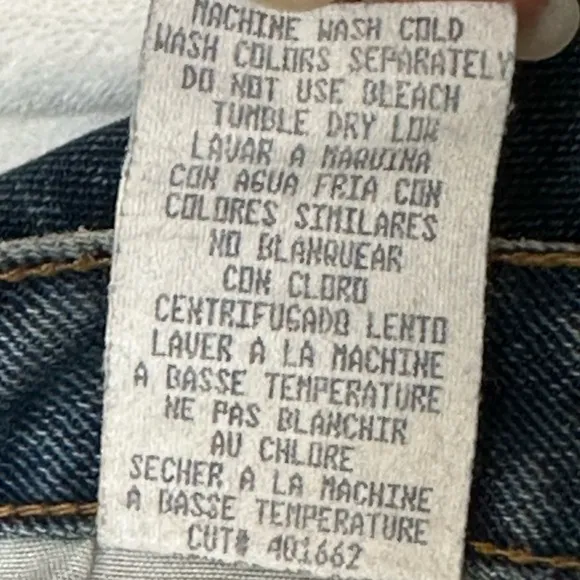 MACHINE WASH COLD
WASH COLORS SEPARATELY
DO NOT USE BLEACH
TUMBLE DRY LOW
LAVAR A MAQUINA
CON AGUA FRIA CON
COLORES SIMILARES
NO BLANQUEAR
CON CLORO
CENTRIFUGADO LENTO
LAVER A LA MACHINE
A BASSE TEMPERATURE
NE PAS BLANCHIR
AU CHLORE
SECHER A LA MACHINE
A BASSE TEMPERATURE
CUT# 401662